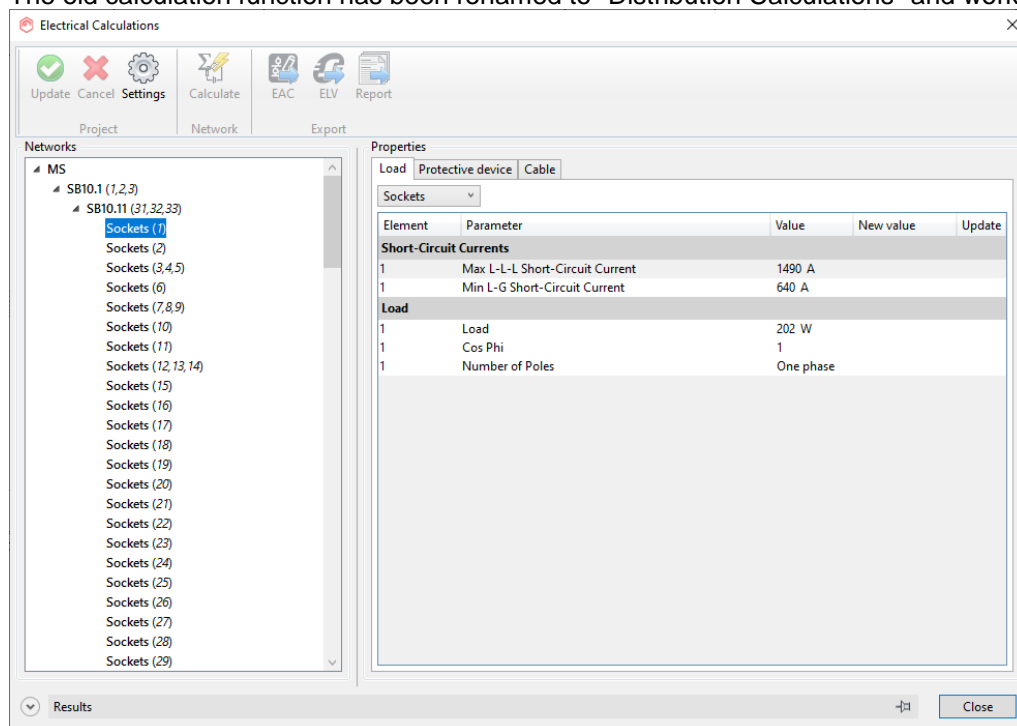 The old calculation function has been renamed to "Distribution Calculations" and work
Electrical Calculations
Update Cancel Settings Calculate EAC ELV Report
Project Network Export
Networks
MS
SB10.1 (1,2,3)
SB10.11 (31,32,33)
Sockets (1)
Sockets (2)
Sockets (3,4,5)
Sockets (6)
Sockets (7,8,9)
Sockets (10)
Sockets (11)
Sockets (12,13,14)
Sockets (15)
Sockets (16)
Sockets (17)
Sockets (18)
Sockets (19)
Sockets (20)
Sockets (21)
Sockets (22)
Sockets (23)
Sockets (24)
Sockets (25)
Sockets (26)
Sockets (27)
Sockets (28)
Sockets (29)
Properties
Load Protective device Cable
Sockets
Element Parameter Value New value Update
Short-Circuit Currents
1 Max L-L-L Short-Circuit Current 1490 A
1 Min L-G Short-Circuit Current 640 A
Load
1 Load 202 W
1 Cos Phi 1
1 Number of Poles One phase
Results
Close